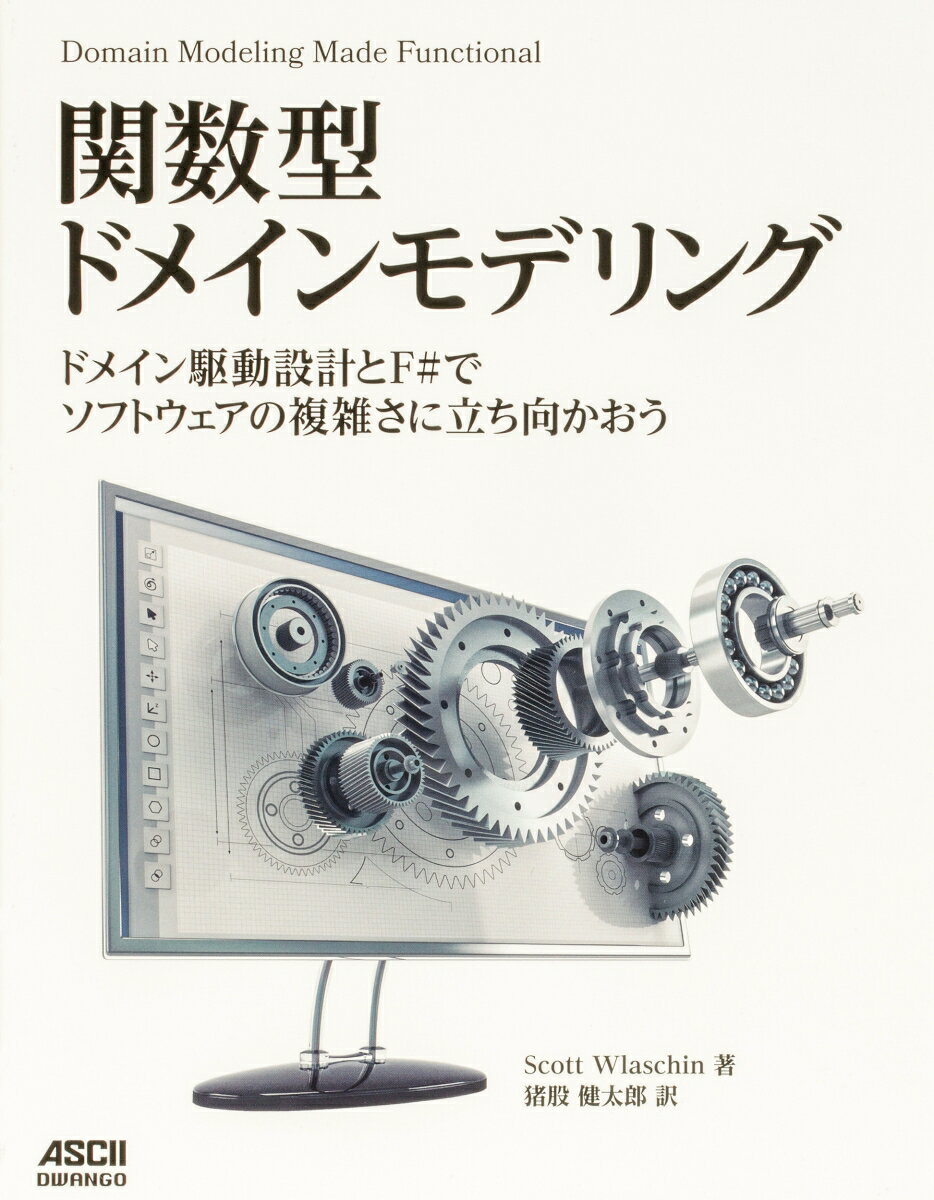 Domain Modeling Made Functional
関数型
ドメインモデリング
ドメイン駆動設計とF#で
ソフトウェアの複雑さに立ち向かおう
Scott Wlaschin 著
猪股 健太郎 訳
ASCII
DWANGO